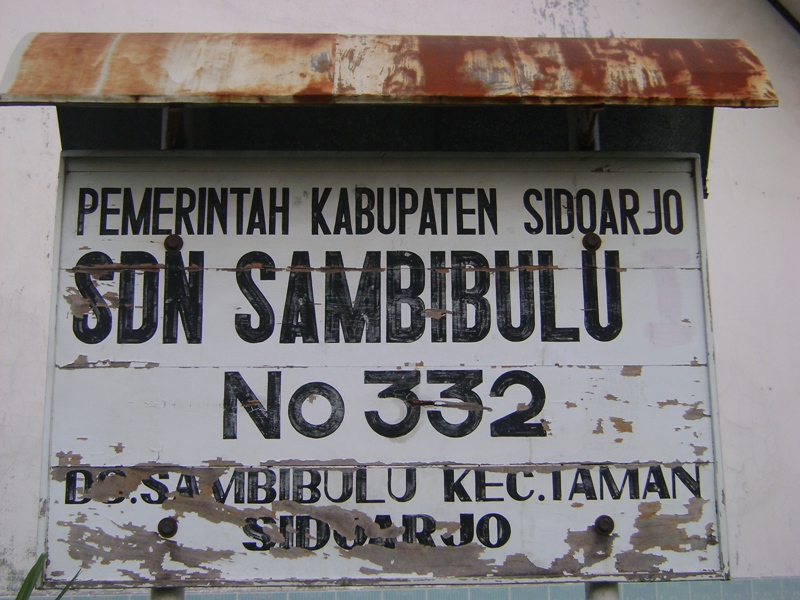 PEMERINTAH KABUPATEN SIDOARJO
SDN SAMBIBULU
No 332
DS.SAMBIBULU KEC.TAMAN
SIDOARJO